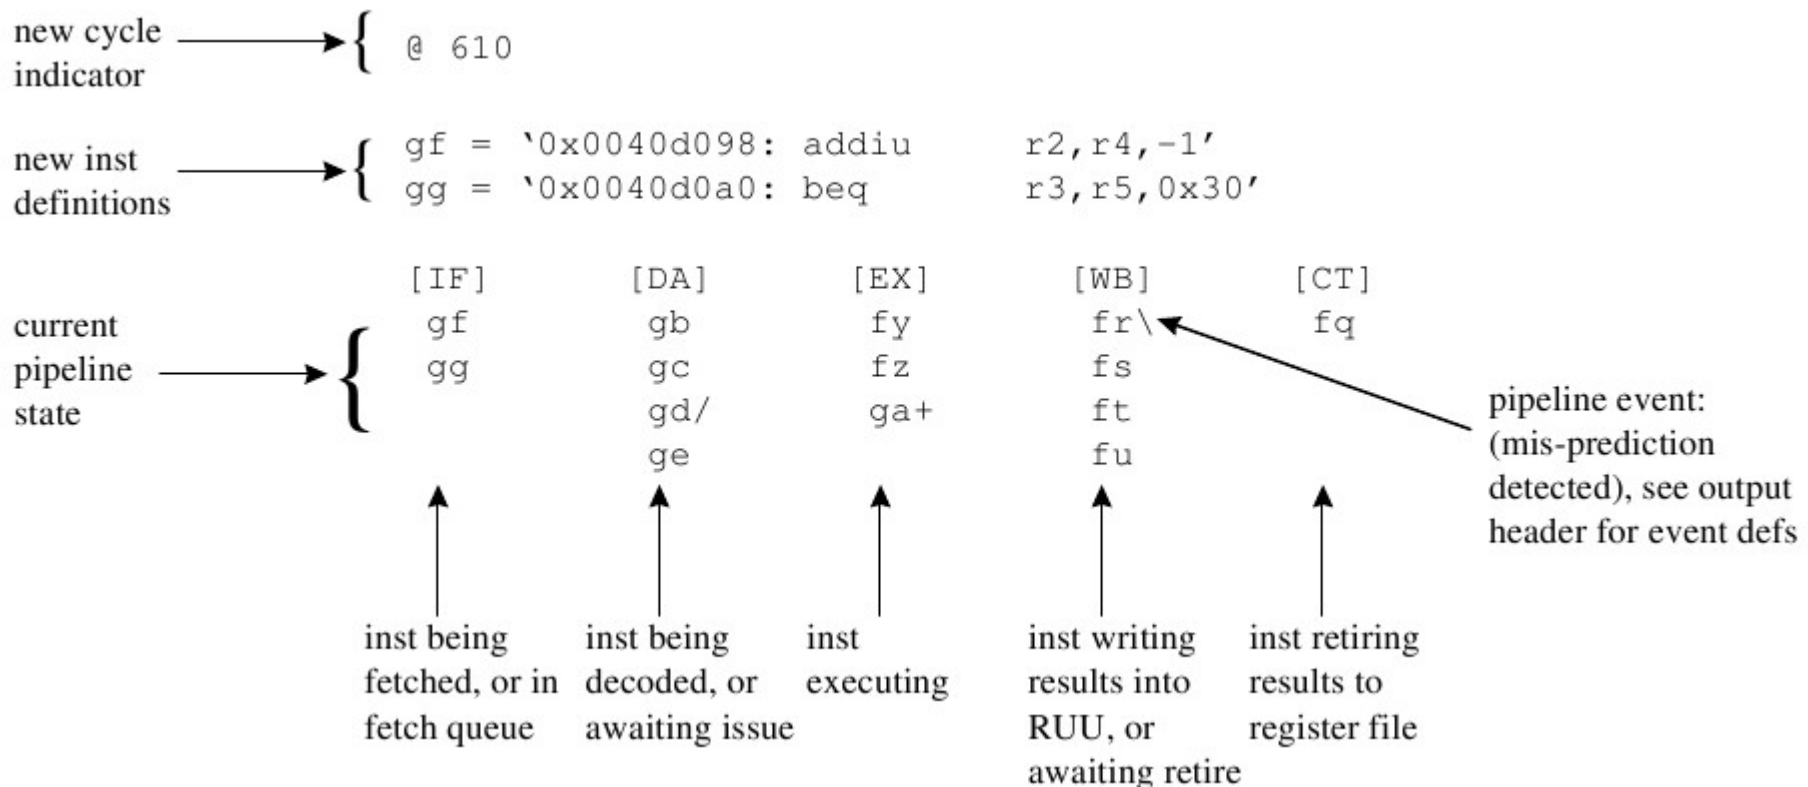 new cycle
indicator
{ @ 610
new inst
definitions
{ gf = ‘0x0040d098: addiu r2,r4,-1’
gg = ‘0x0040d0a0: beq r3,r5,0x30’
current
pipeline
state
{
[IF] [DA] [EX] [WB] [CT]
gf gb fy fr\ fq
gg gc fz fs
gd/ ga+ ft
ge fu
pipeline event:
(mis-prediction
detected), see output
header for event defs
inst being
fetched, or in
fetch queue
inst being
decoded, or
awaiting issue
inst
executing
inst writing
results into
RUU, or
awaiting retire
inst retiring
results to
register file